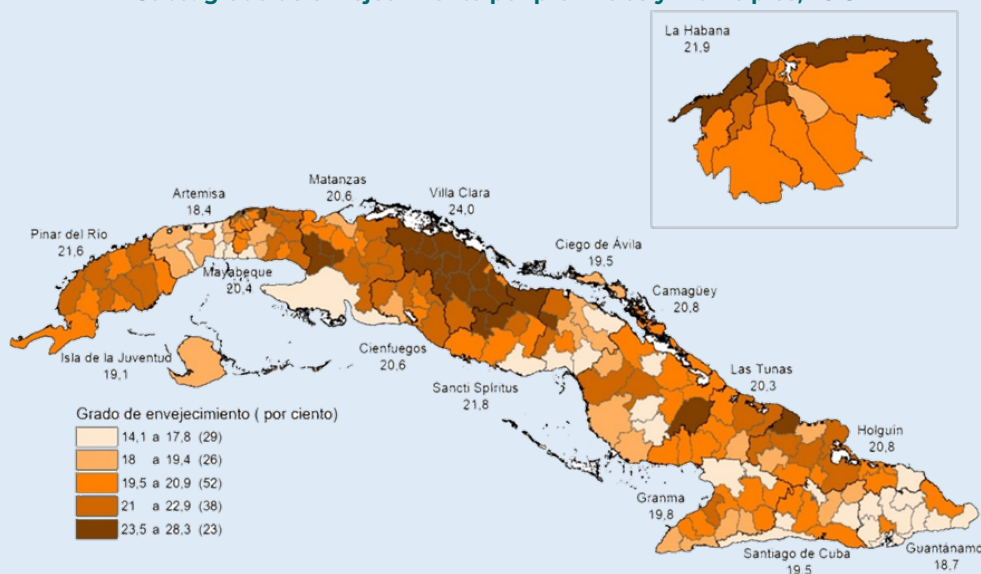 La Habana
21,9
Matanzas
20,6
Villa Clara
24,0
Artemisa
18,4
Pinar del Río
21,6
Ciego de Ávila
19,5
Mayabeque
20,4
Camagüey
20,8
Isla de la Juventud
19,1
Cienfuegos
20,6
Las Tunas
20,3
Sancti Spíritus
21,8
Holguín
20,8
Grado de envejecimiento ( por ciento)
14,1 a 17,8 (29)
18 a 19,4 (26)
19,5 a 20,9 (52)
21 a 22,9 (38)
23,5 a 28,3 (23)
Granma
19,8
Santiago de Cuba
19,5
Guantánamo
18,7